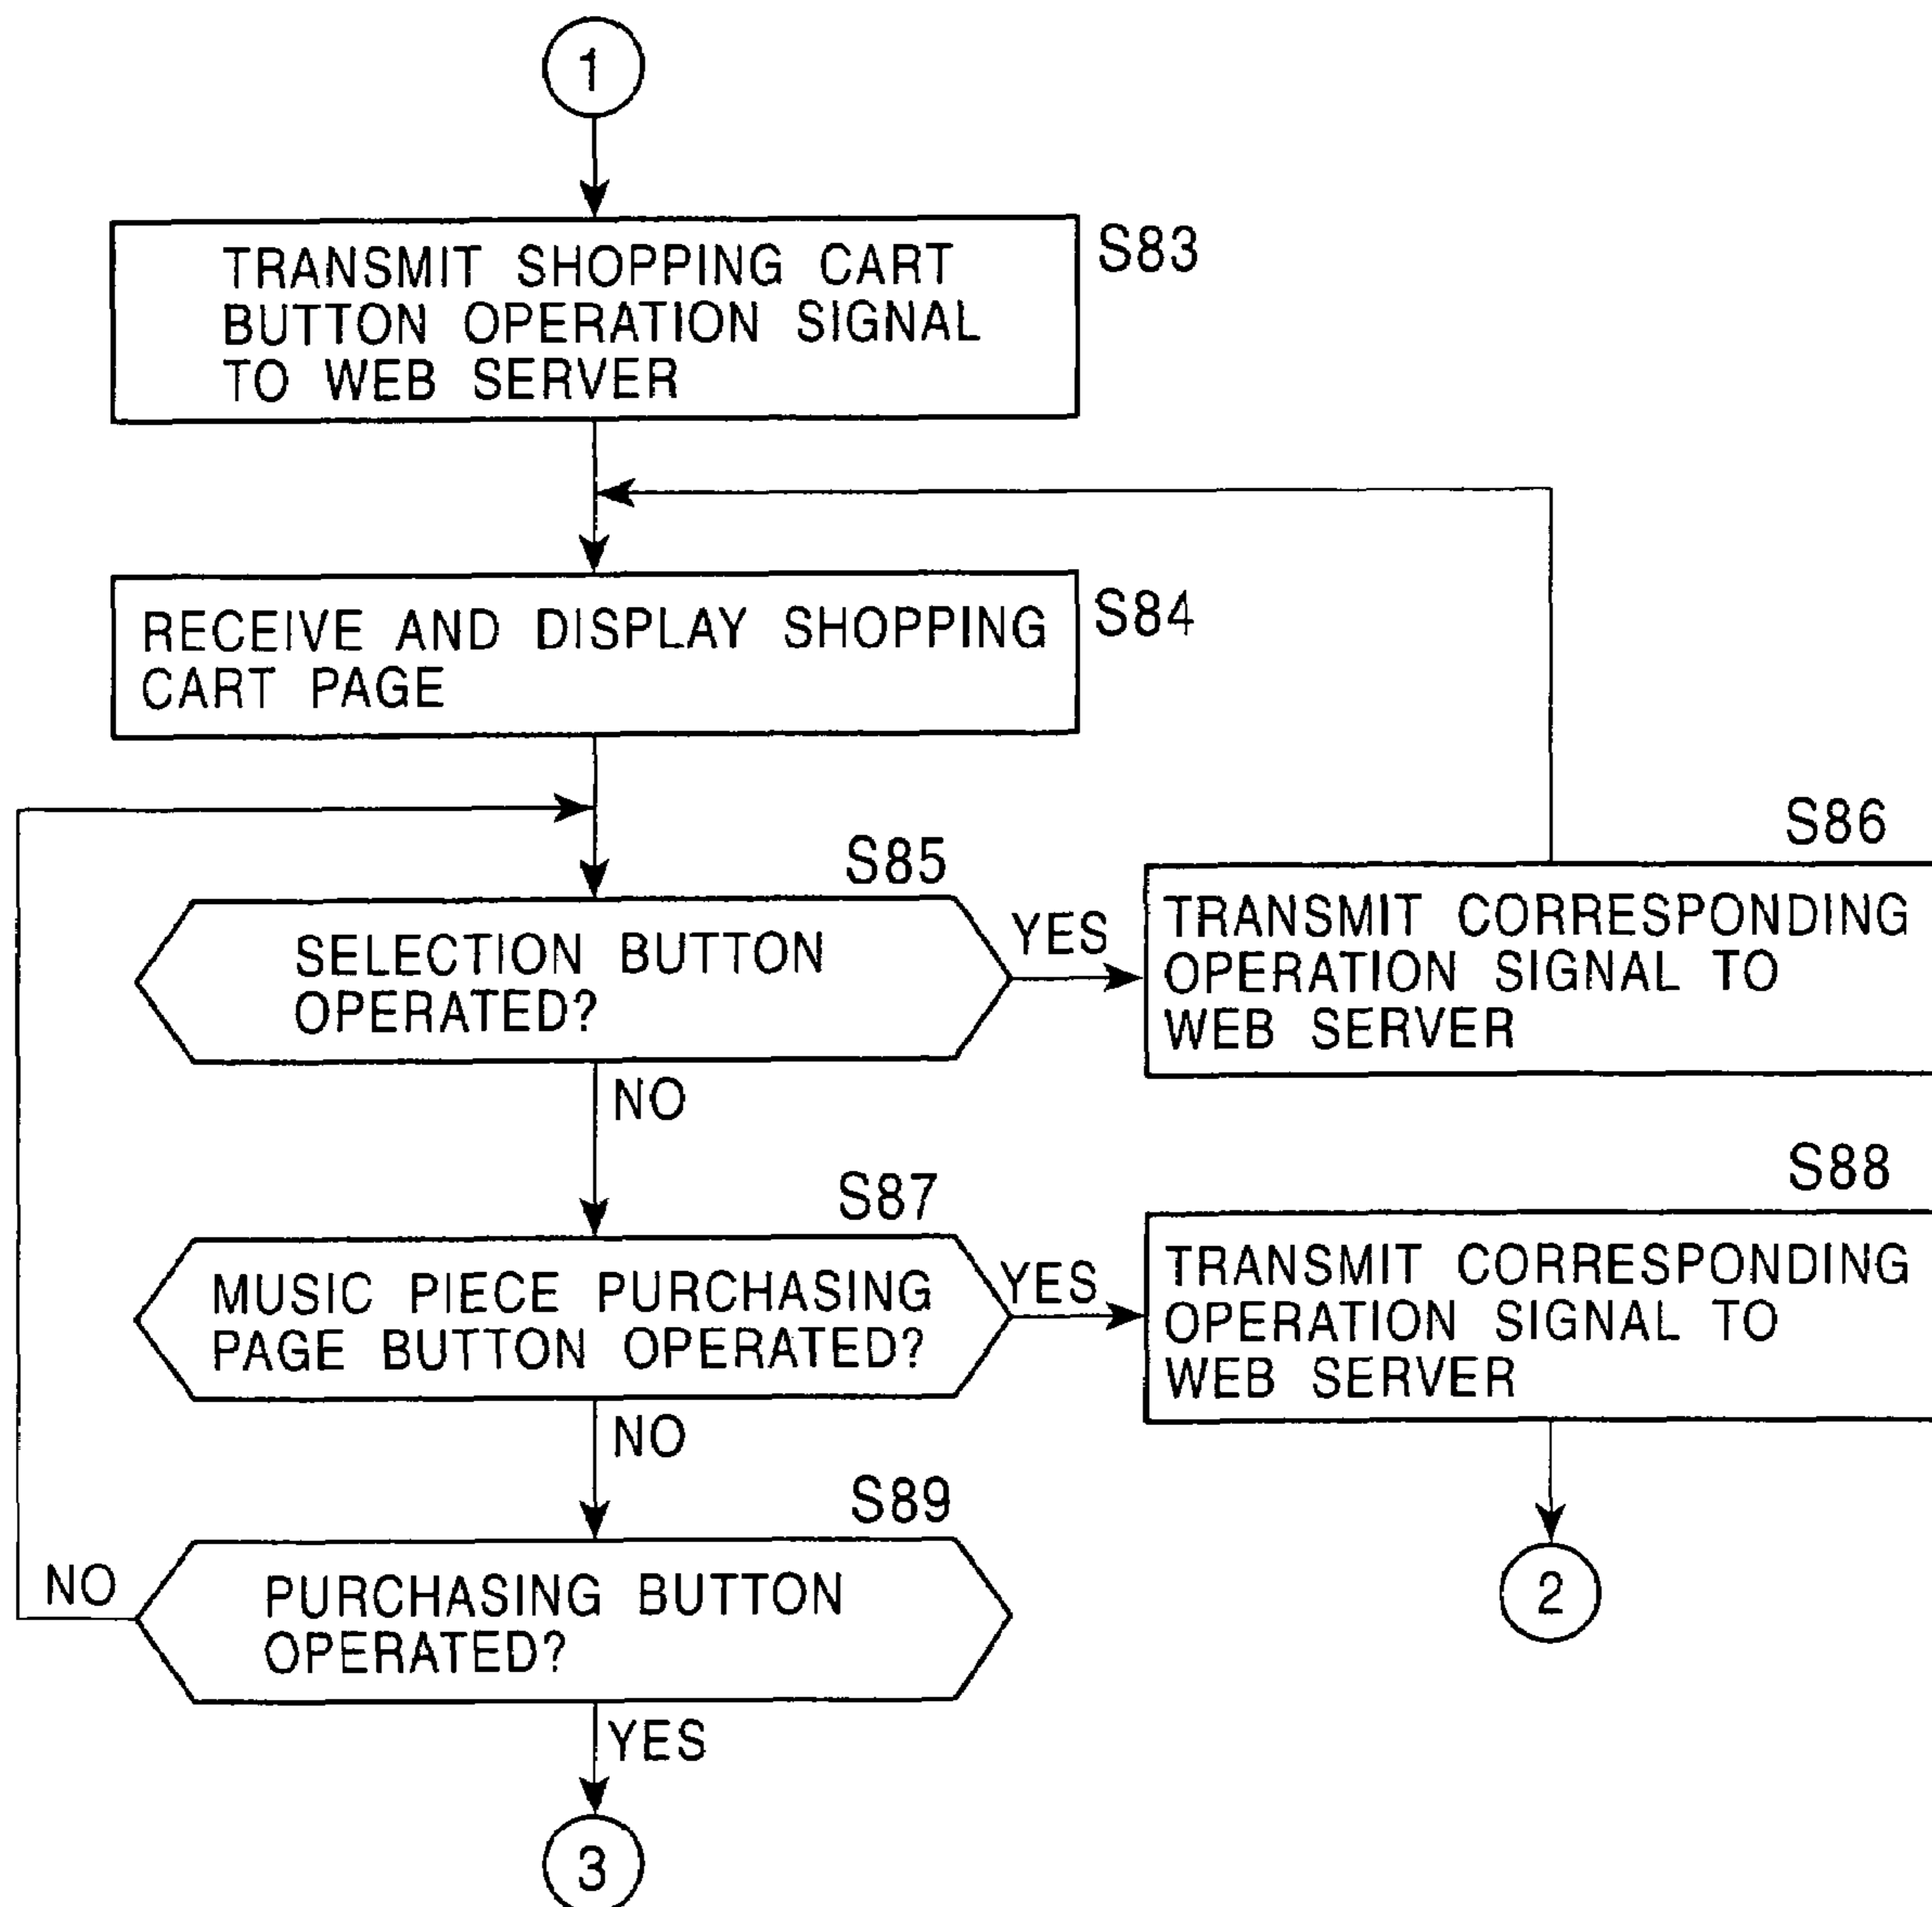 1
TRANSMIT SHOPPING CART
BUTTON OPERATION SIGNAL
TO WEB SERVER
S83
RECEIVE AND DISPLAY SHOPPING
CART PAGE
S84
S85
SELECTION BUTTON
OPERATED?
YES
NO
S86
TRANSMIT CORRESPONDING
OPERATION SIGNAL TO
WEB SERVER
S87
MUSIC PIECE PURCHASING
PAGE BUTTON OPERATED?
YES
NO
S88
TRANSMIT CORRESPONDING
OPERATION SIGNAL TO
WEB SERVER
2
S89
PURCHASING BUTTON
OPERATED?
NO
YES
3